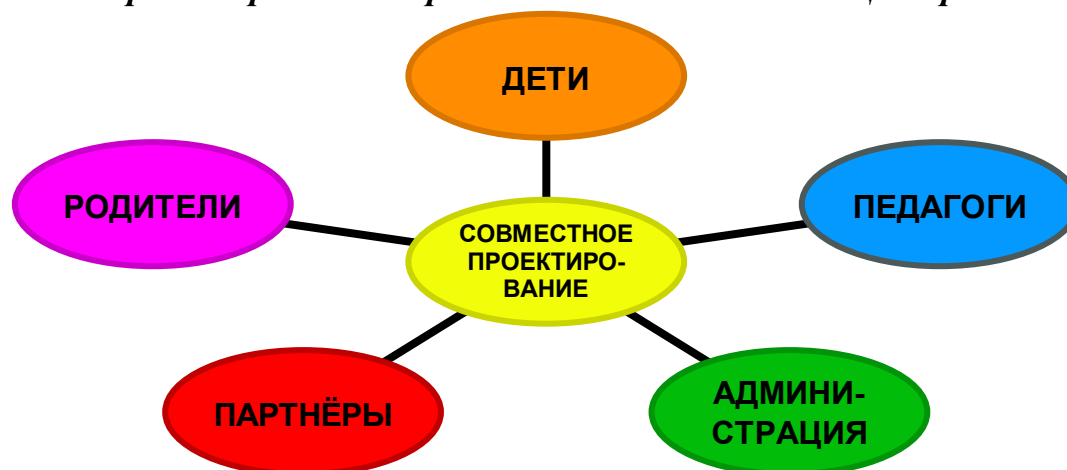 ДЕТИ
РОДИТЕЛИ
ПЕДАГОГИ
СОВМЕСТНОЕ
ПРОЕКТИРО-
ВАНИЕ
ПАРТНЁРЫ
АДМИНИ-
СТРАЦИЯ